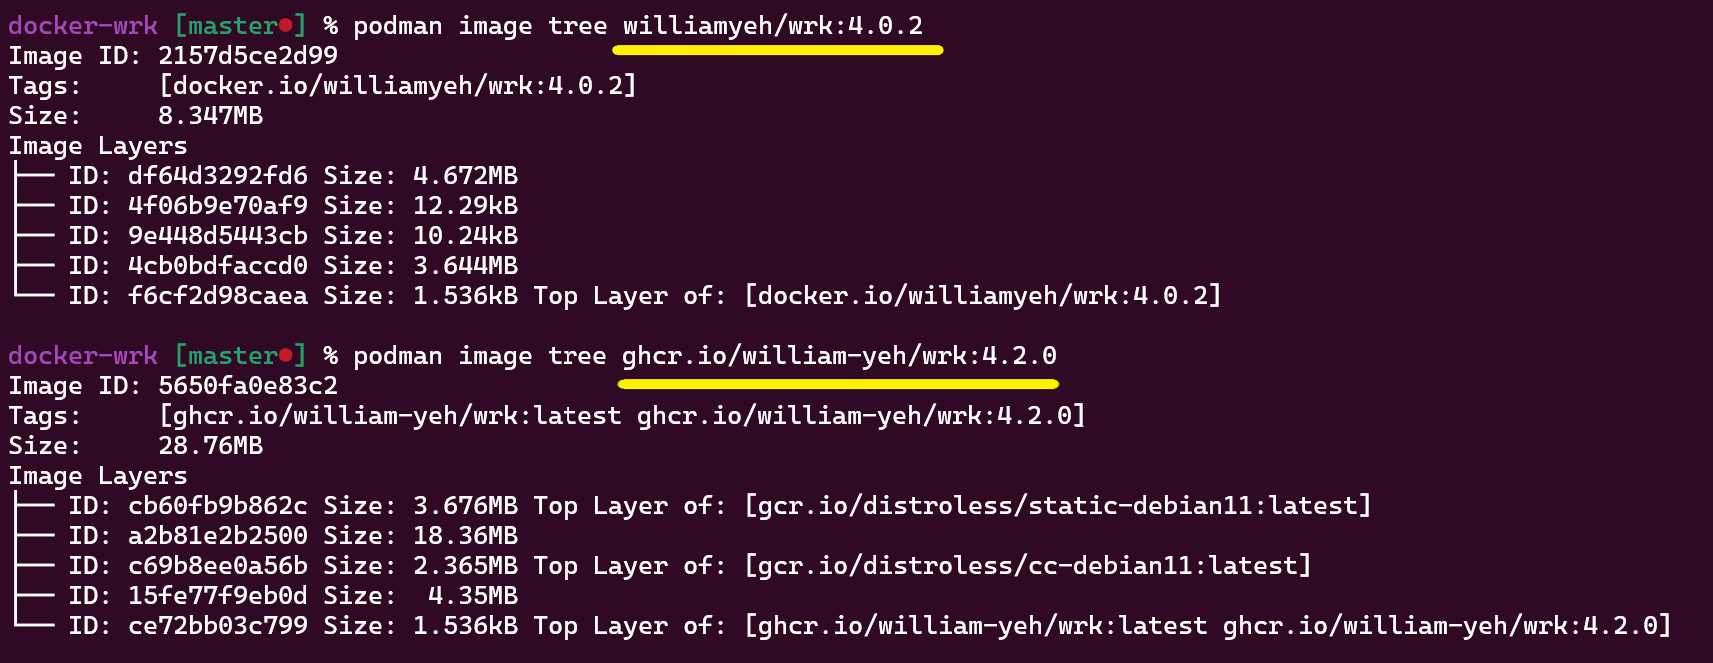 docker-wrk [master●] % podman image tree williamyeh/wrk:4.0.2
Image ID: 2157d5ce2d99
Tags:     [docker.io/williamyeh/wrk:4.0.2]
Size:     8.347MB
Image Layers
├── ID: df64d3292fd6 Size: 4.672MB
├── ID: 4f06b9e70af9 Size: 12.29kB
├── ID: 9e448d5443cb Size: 10.24kB
├── ID: 4cb0bdfaccd0 Size: 3.644MB
└── ID: f6cf2d98caea Size: 1.536kB Top Layer of: [docker.io/williamyeh/wrk:4.0.2]
docker-wrk [master●] % podman image tree ghcr.io/william-yeh/wrk:4.2.0
Image ID: 5650fa0e83c2
Tags:     [ghcr.io/william-yeh/wrk:latest ghcr.io/william-yeh/wrk:4.2.0]
Size:     28.76MB
Image Layers
├── ID: cb60fb9b862c Size: 3.676MB Top Layer of: [gcr.io/distroless/static-debian11:latest]
├── ID: a2b81e2b2500 Size: 18.36MB
├── ID: c69b8ee0a56b Size: 2.365MB Top Layer of: [gcr.io/distroless/cc-debian11:latest]
├── ID: 15fe77f9eb0d Size:  4.35MB
└── ID: ce72bb03c799 Size: 1.536kB Top Layer of: [ghcr.io/william-yeh/wrk:latest ghcr.io/william-yeh/wrk:4.2.0]